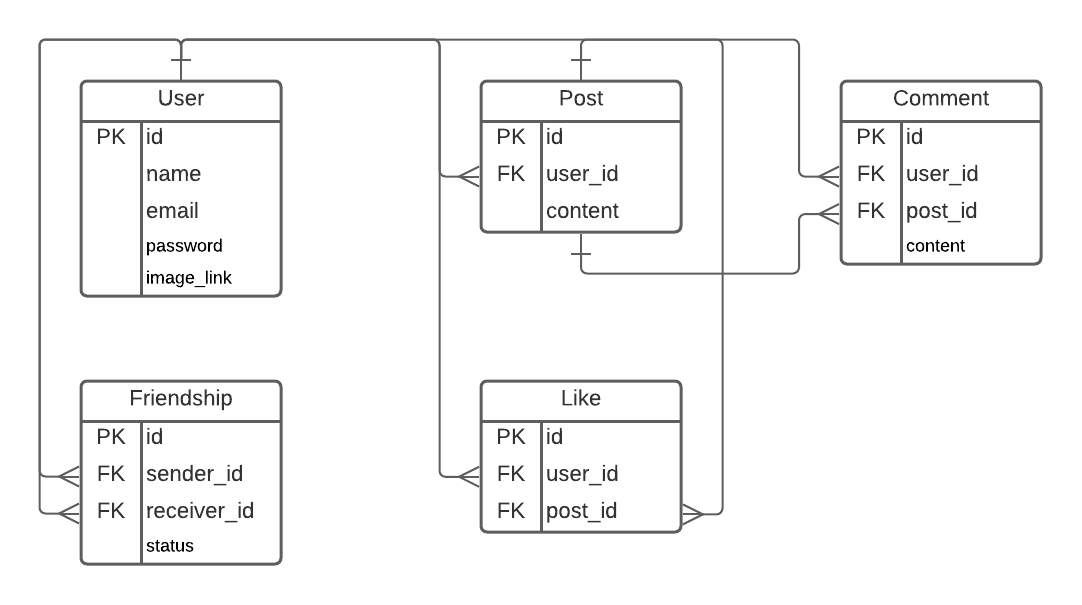 User
PK id
name
email
password
image_link
Post
PK id
FK user_id
content
Comment
PK id
FK user_id
FK post_id
content
Friendship
PK id
FK sender_id
FK receiver_id
status
Like
PK id
FK user_id
FK post_id